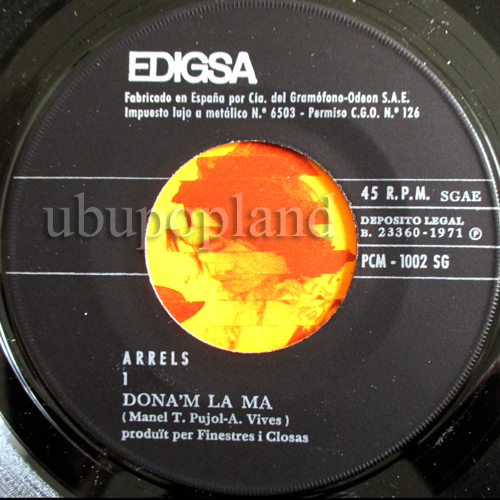 EDIGSA
Fabricado en España por Cia. del Gramófono-Odeon S.A.E.
Impuesto lujo a metálico N.º 6503 - Permiso C.G.O. N.º 126
45 R.P.M. SGAE
ubupopland
DEPOSITO LEGAL
B. 23360-1971 Ⓟ
PCM - 1002 SG
ARRELS
1
DONA'M LA MA
(Manel T. Pujol-A. Vives)
produït per Finestres i Closas